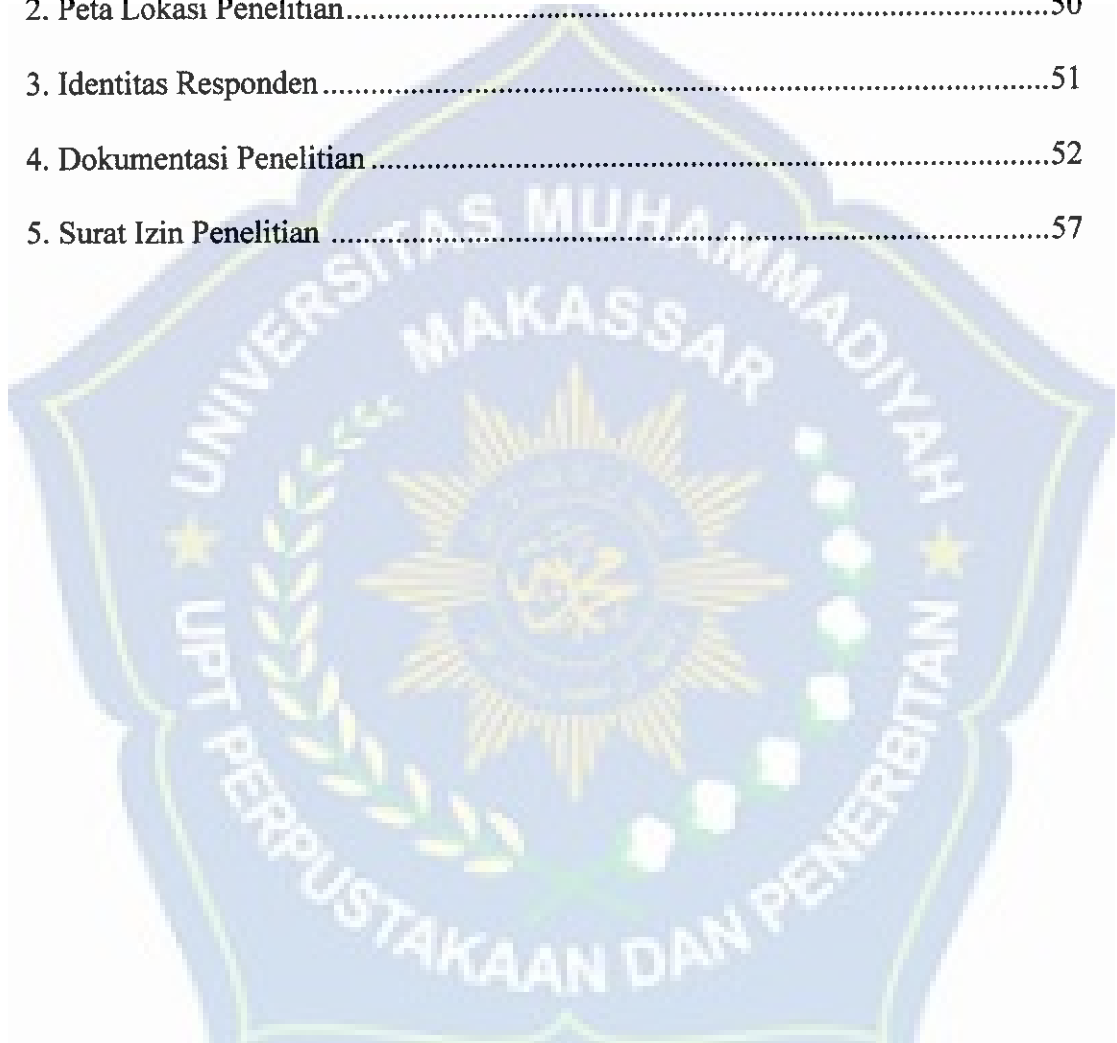 2. Peta Lokasi Penelitian............................................................................50
3. Identitas Responden..............................................................................51
4. Dokumentasi Penelitian.........................................................................52
5. Surat Izin Penelitian ..............................................................................57
UNIVERSITAS MUHAMMADIYAH
MAKASSAR
UPT PERPUSTAKAAN DAN PENERBITAN